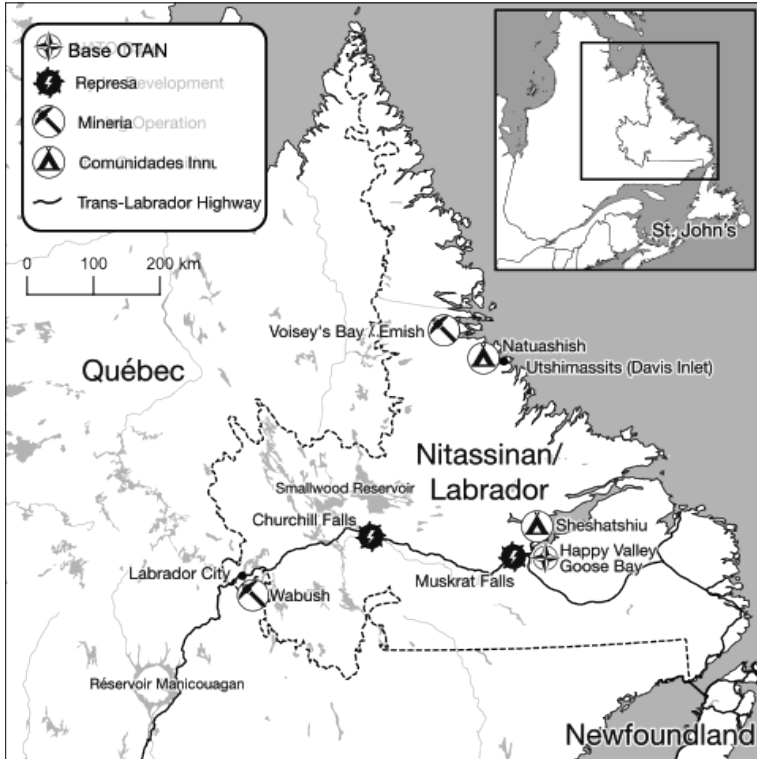 Base OTAN
Represa
Development
Mineria
Operation
Comunidades Innu
Trans-Labrador Highway
0 100 200 km
St. John's
Voisey's Bay / Emish
Natuashish
Utshimassits (Davis Inlet)
Québec
Nitassinan/
Labrador
Smallwood Reservoir
Churchill Falls
Sheshatshiu
Happy Valley
Goose Bay
Muskrat Falls
Labrador City
Wabush
Réservoir Manicouagan
Newfoundland